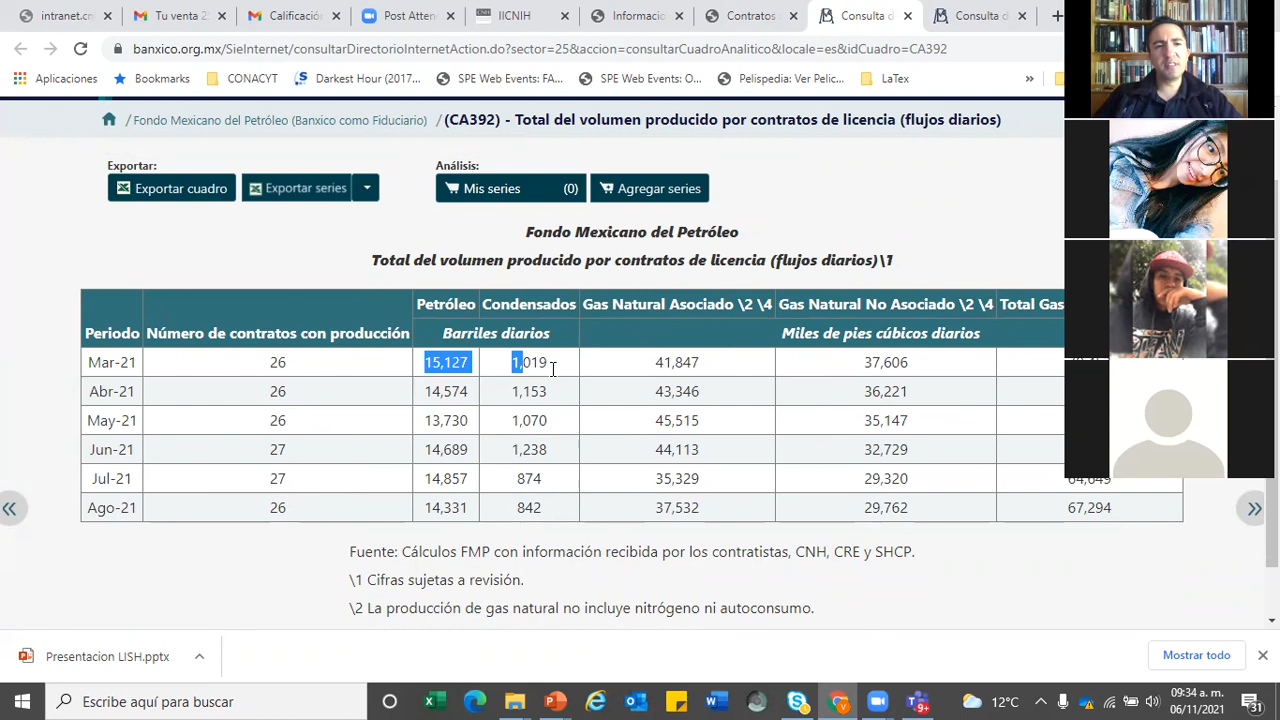 intranet.cn
Tu venta 2
Calificació
Post Atten
IICNIH
Informacio
Contratos
Consulta d
Consulta d
banxico.org.mx/SieInternet/consultarDirectorioInternetAction.do?sector=25&accion=consultarCuadroAnalitico&locale=es&idCuadro=CA392
Aplicaciones
Bookmarks
CONACYT
Darkest Hour (2017...
SPE Web Events: FA...
SPE Web Events: O...
Pelispedia: Ver Pelic...
LaTex
»
/Fondo Mexicano del Petróleo (Banxico como Fiduciario)
/(CA392) - Total del volumen producido por contratos de licencia (flujos diarios)
Exportar:
Análisis:
Exportar cuadro
Exportar series
Mis series (0)
Agregar series
Fondo Mexicano del Petróleo
Total del volumen producido por contratos de licencia (flujos diarios)\1
Periodo Número de contratos con producción Petróleo Condensados Gas Natural Asociado \2 \4 Gas Natural No Asociado \2 \4 Total Gas
Barriles diarios Miles de pies cúbicos diarios
Mar-21 26 15,127 1,019 41,847 37,606
Abr-21 26 14,574 1,153 43,346 36,221
May-21 26 13,730 1,070 45,515 35,147
Jun-21 27 14,689 1,238 44,113 32,729
Jul-21 27 14,857 874 35,329 29,320 64,649
Ago-21 26 14,331 842 37,532 29,762 67,294
Fuente: Cálculos FMP con información recibida por los contratistas, CNH, CRE y SHCP.
\1 Cifras sujetas a revisión.
\2 La producción de gas natural no incluye nitrógeno ni autoconsumo.
Presentacion LISH.pptx
Mostrar todo
Escribe aquí para buscar
12°C
09:34 a. m.
06/11/2021
31